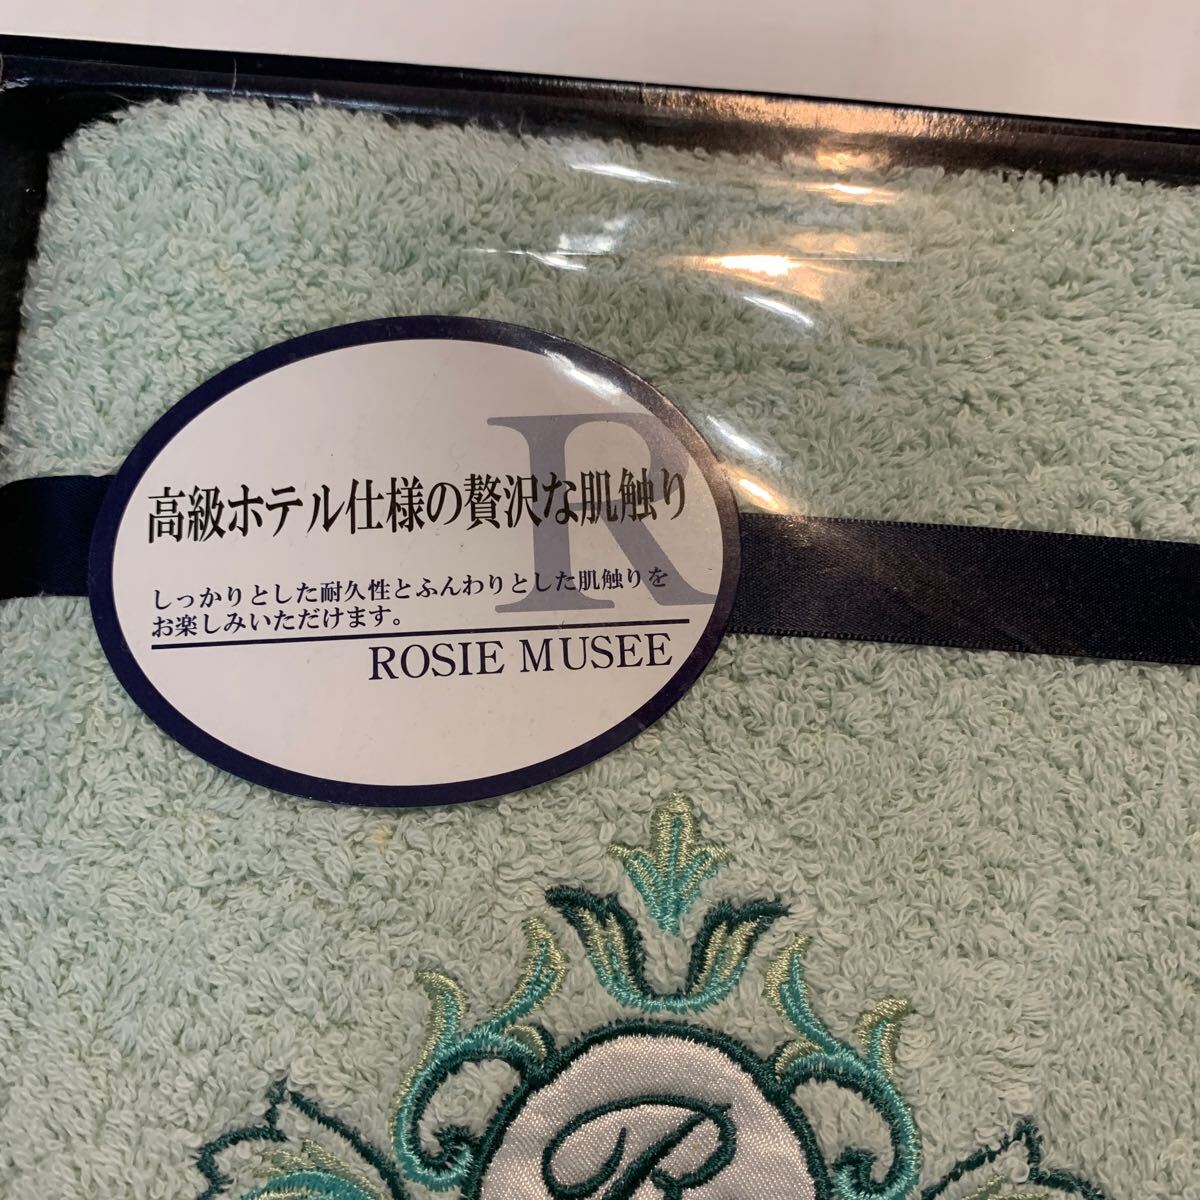 R
高級ホテル仕様の贅沢な肌触り
しっかりとした耐久性とふんわりとした肌触りを
お楽しみいただけます。
ROSIE MUSEE
R